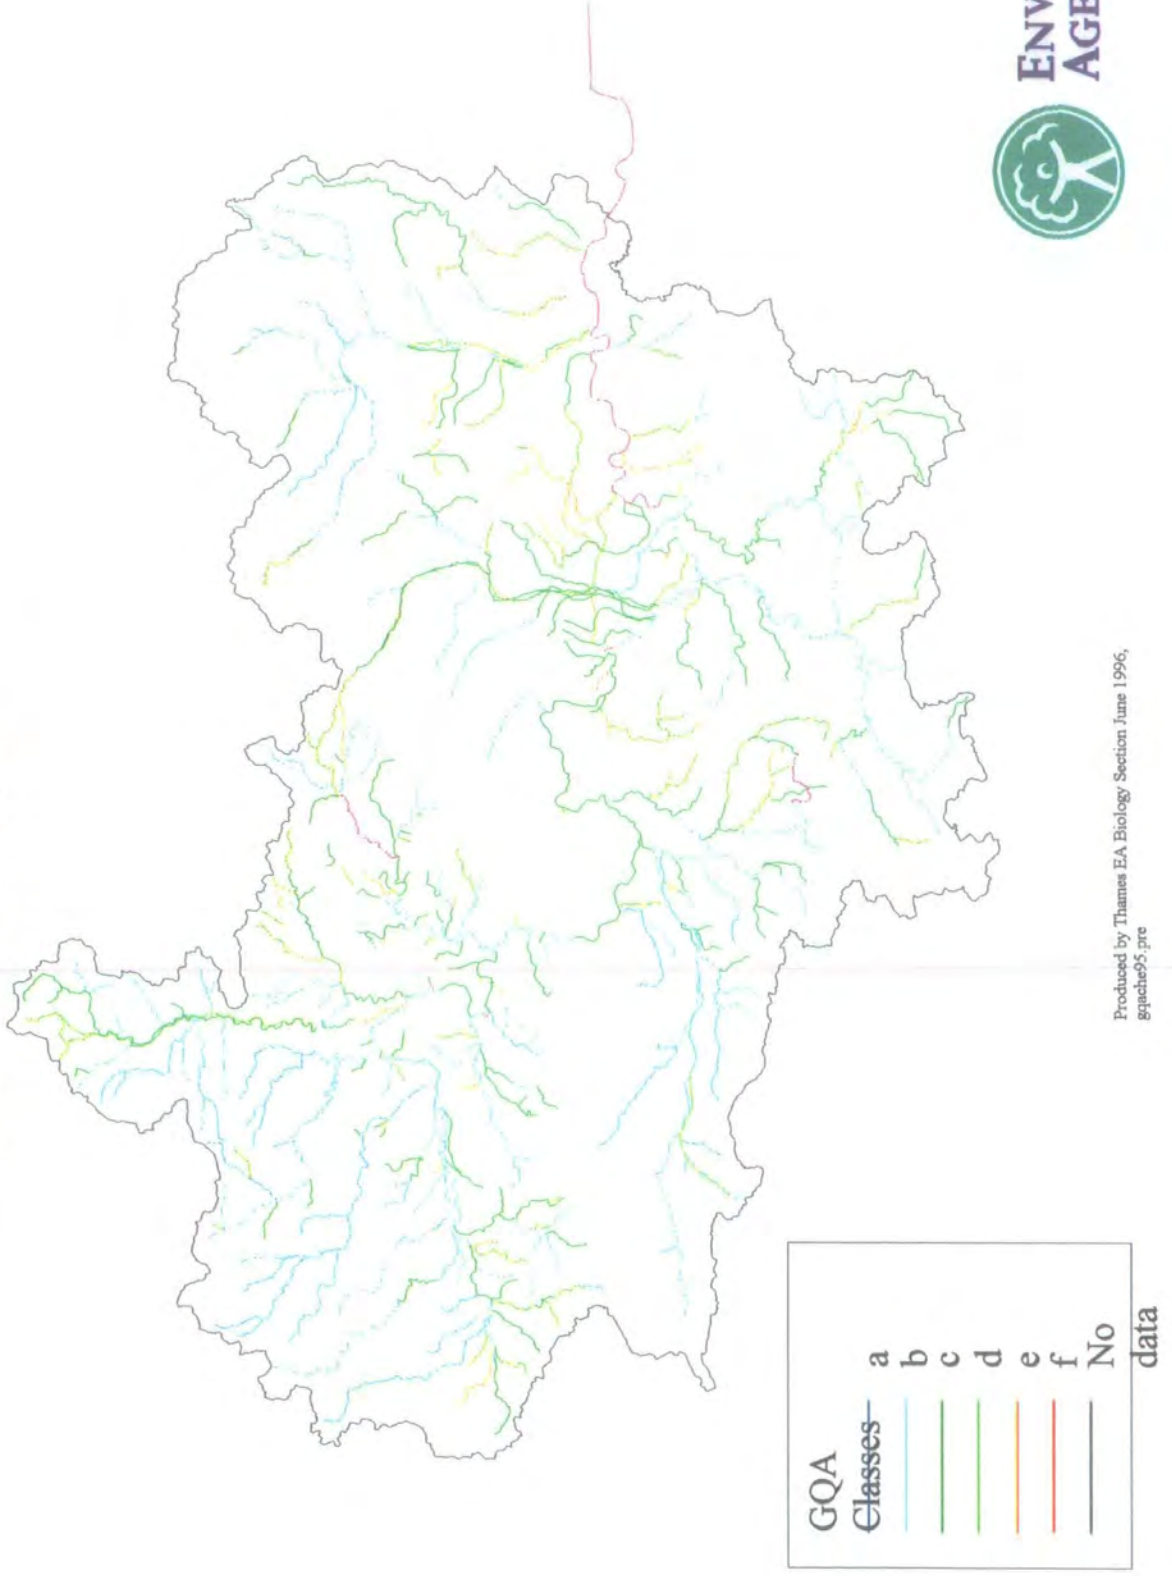 GQA
Classes
a
b
c
d
e
f
No
data
Produced by Thames EA Biology Section June 1996,
gqache95.pre
ENV
AGE